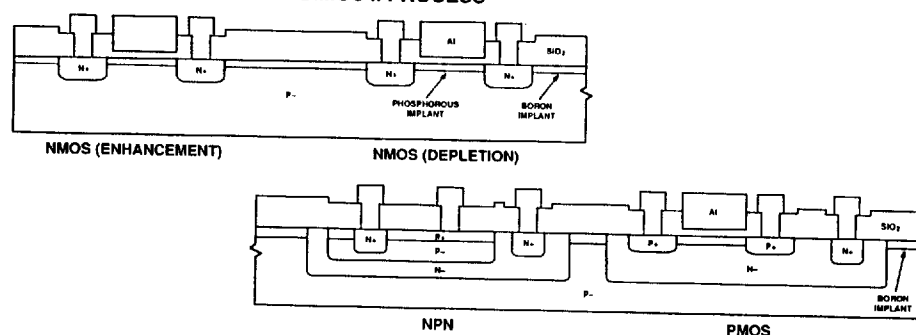 Al
SiO2
N+
N+
N+
N+
P–
PHOSPHOROUS
IMPLANT
BORON
IMPLANT
NMOS (ENHANCEMENT)
NMOS (DEPLETION)
Al
SiO2
N+
P+
N+
P+
P+
N+
P–
N–
N–
P–
BORON
IMPLANT
NPN
PMOS